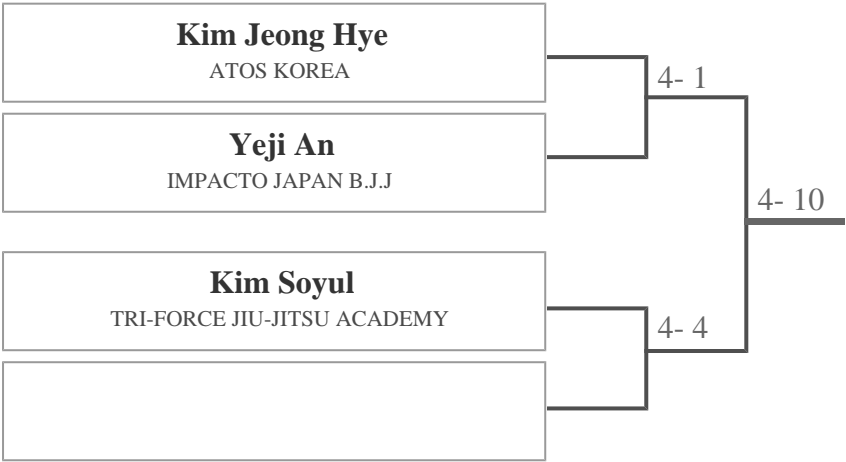 Kim Jeong Hye
ATOS KOREA
4- 1
Yeji An
IMPACTO JAPAN B.J.J
4- 10
Kim Soyul
TRI-FORCE JIU-JITSU ACADEMY
4- 4